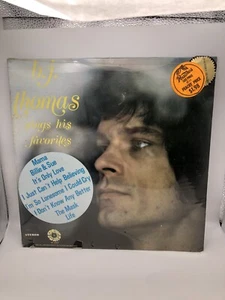 B.J.
thomas
sings his
favorites
Mama
Billie & Sue
It's Only Love
I Just Can't Help Believing
I'm So Lonesome I Could Cry
I Don't Know Any Better
The Mask
Life
STEREO